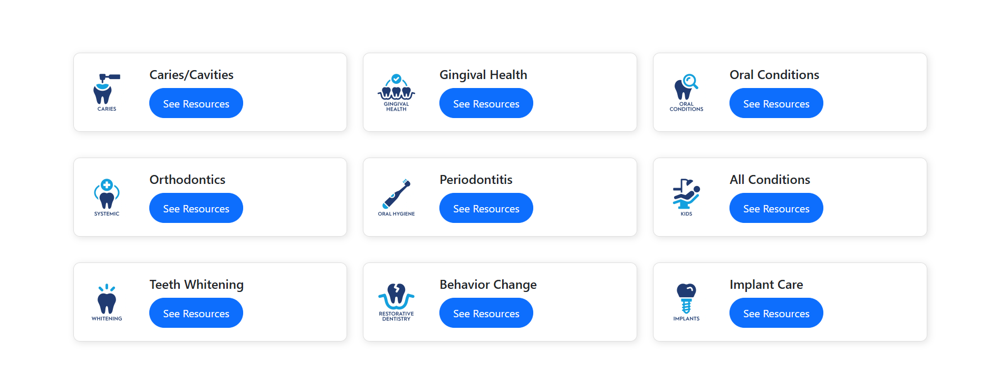 Caries/Cavities
See Resources
CARIES
Gingival Health
See Resources
GINGIVAL
HEALTH
Oral Conditions
See Resources
ORAL
CONDITIONS
Orthodontics
See Resources
SYSTEMIC
Periodontitis
See Resources
ORAL HYGIENE
All Conditions
See Resources
KIDS
Teeth Whitening
See Resources
WHITENING
Behavior Change
See Resources
RESTORATIVE
DENTISTRY
Implant Care
See Resources
IMPLANTS